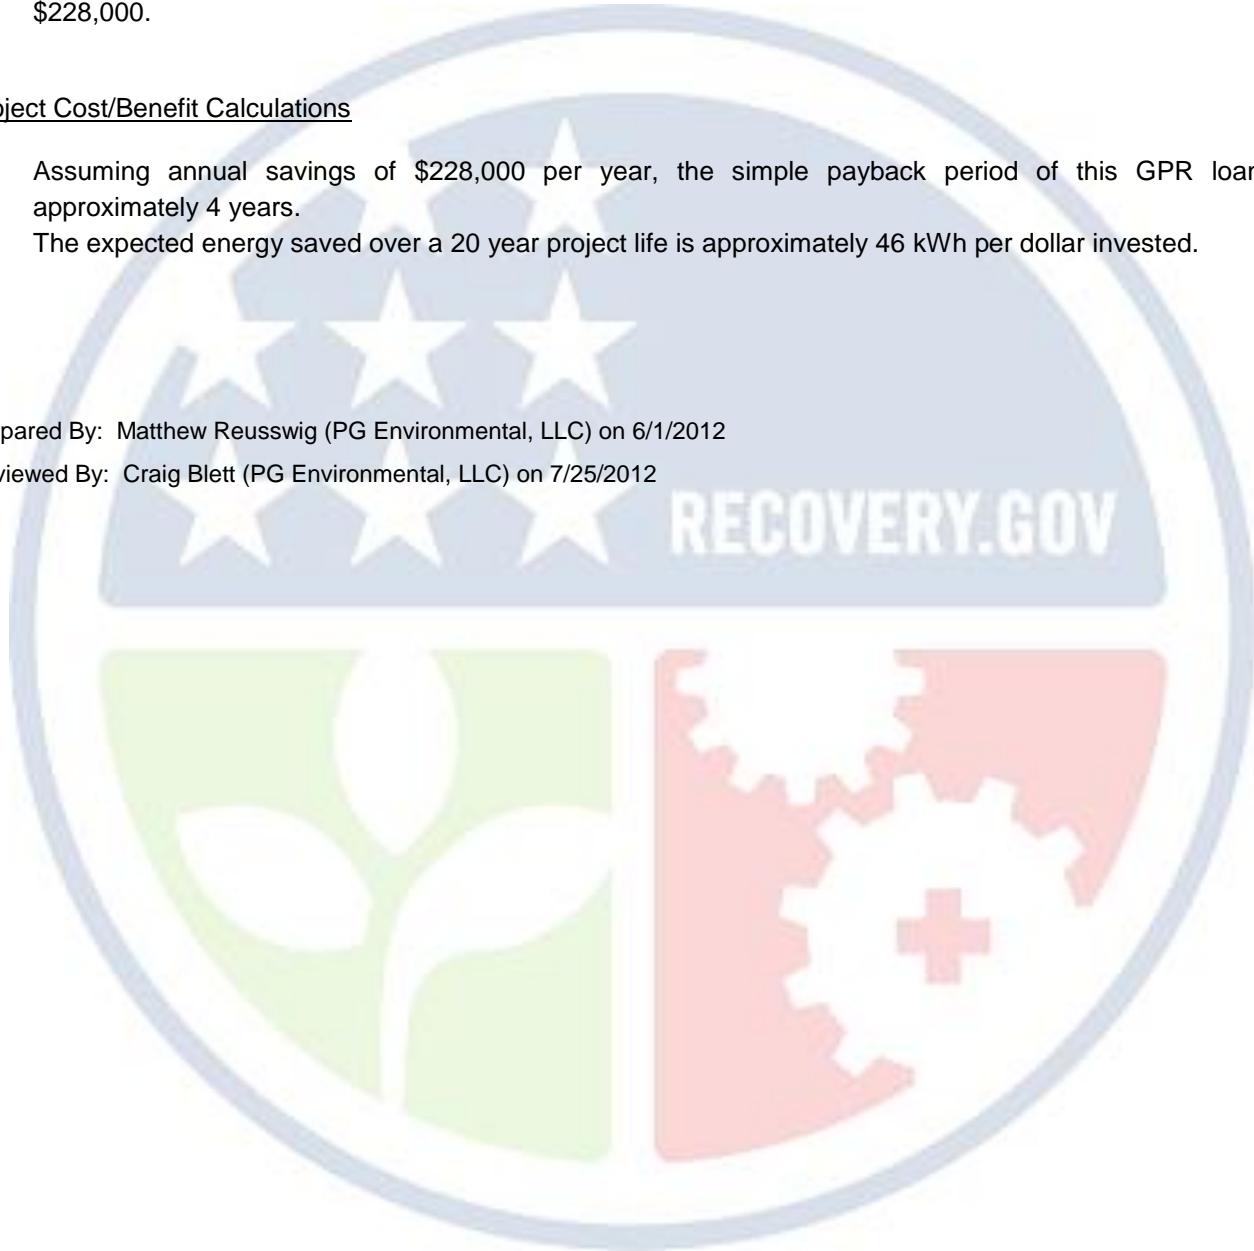 $228,000.
oject Cost/Benefit Calculations
Assuming annual savings of $228,000 per year, the simple payback period of this GPR loan
approximately 4 years.
The expected energy saved over a 20 year project life is approximately 46 kWh per dollar invested.
pared By: Matthew Reusswig (PG Environmental, LLC) on 6/1/2012
viewed By: Craig Blett (PG Environmental, LLC) on 7/25/2012
RECOVERY.GOV